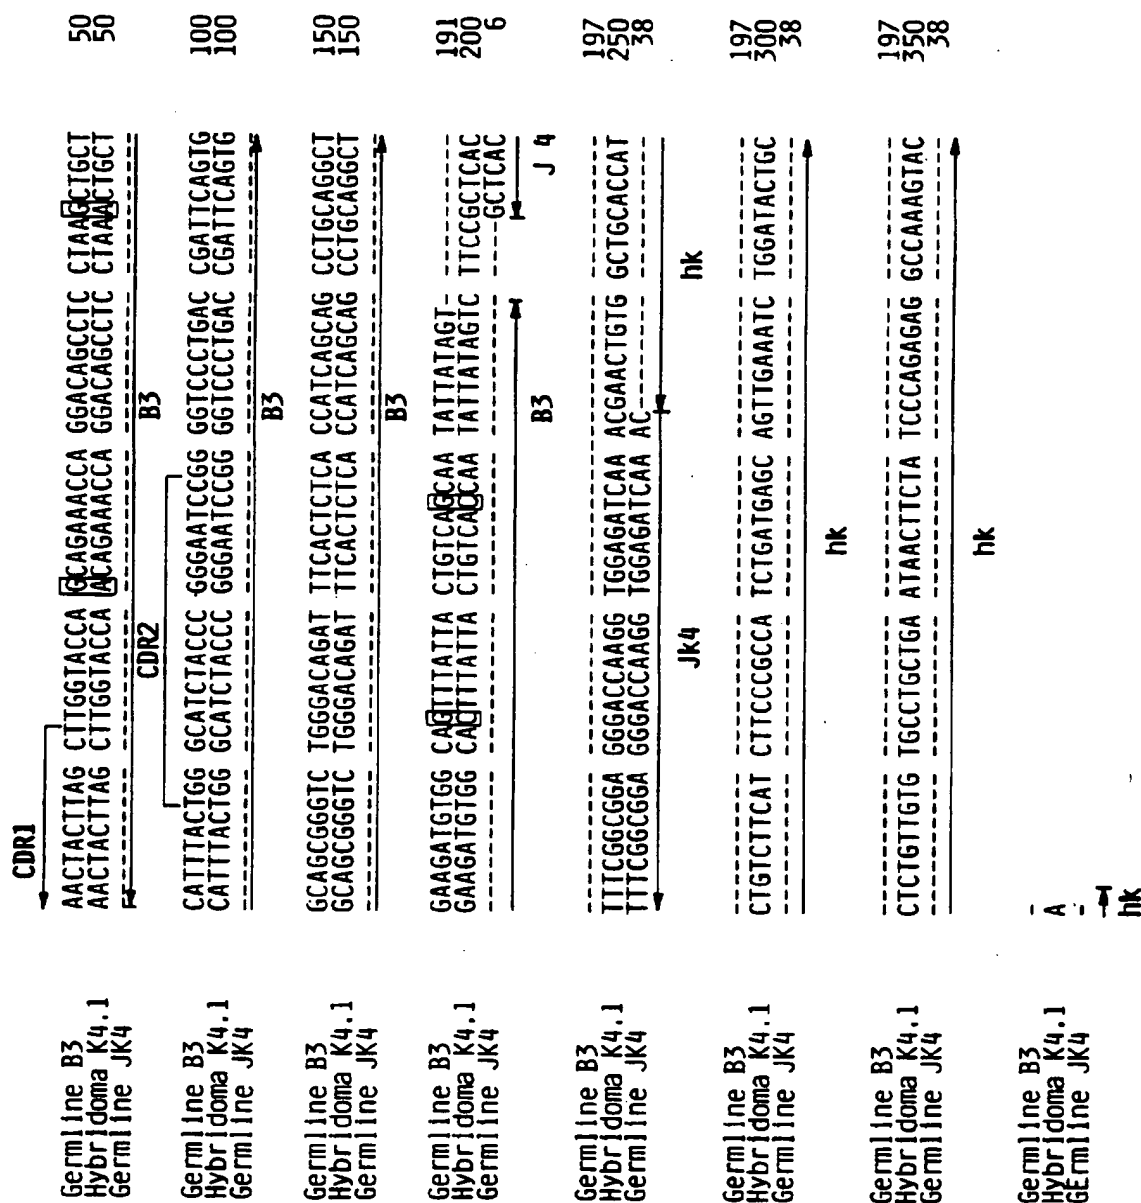 CDR1
Germline B3 AACTACTTAG CTTGGTACCA GCAGAAACCA GGACAGCCTC CTAAGCTGCT 50
Hybridoma K4.1 AACTACTTAG CTTGGTACCA ACAGAAACCA GGACAGCCTC CTAAACTGCT 50
Germline JK4 ---------- ---------- ---------- ---------- ----------
B3
CDR2
Germline B3 CATTTACTGG GCATCTACCC GGGAATCCGG GGTCCCTGAC CGATTCAGTG 100
Hybridoma K4.1 CATTTACTGG GCATCTACCC GGGAATCCGG GGTCCCTGAC CGATTCAGTG 100
Germline JK4 ---------- ---------- ---------- ---------- ----------
B3
Germline B3 GCAGCGGGTC TGGGACAGAT TTCACTCTCA CCATCAGCAG CCTGCAGGCT 150
Hybridoma K4.1 GCAGCGGGTC TGGGACAGAT TTCACTCTCA CCATCAGCAG CCTGCAGGCT 150
Germline JK4 ---------- ---------- ---------- ---------- ----------
B3
Germline B3 GAAGATGTGG CAGTTTATTA CTGTCAGCAA TATTATAGT- ---------- 191
Hybridoma K4.1 GAAGATGTGG CACTTTATTA CTGTCACCAA TATTATAGTC TTCCGCTCAC 200
Germline JK4 ---------- ---------- ---------- ---------- ----GCTCAC 6
B3 J 4
Germline B3 ---------- ---------- ---------- ---------- ---------- 197
Hybridoma K4.1 TTTCGGCGGA GGGACCAAGG TGGAGATCAA ACGAACTGTG GCTGCACCAT 250
Germline JK4 TTTCGGCGGA GGGACCAAGG TGGAGATCAA AC-------- ---------- 38
Jk4 hk
Germline B3 ---------- ---------- ---------- ---------- ---------- 197
Hybridoma K4.1 CTGTCTTCAT CTTCCCGCCA TCTGATGAGC AGTTGAAATC TGGATACTGC 300
Germline JK4 ---------- ---------- ---------- ---------- ---------- 38
hk
Germline B3 ---------- ---------- ---------- ---------- ---------- 197
Hybridoma K4.1 CTCTGTTGTG TGCCTGCTGA ATAACTTCTA TCCCAGAGAG GCCAAAGTAC 350
Germline JK4 ---------- ---------- ---------- ---------- ---------- 38
hk
Germline B3 -
Hybridoma K4.1 A
GErmline JK4 -
hk